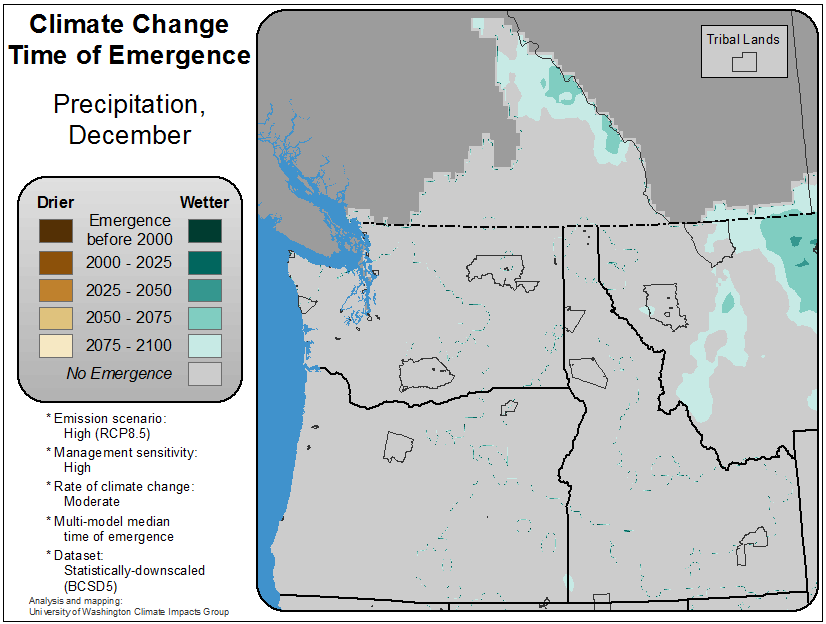 Climate Change
Time of Emergence
Precipitation,
December
Drier
Wetter
Emergence
before 2000
2000 - 2025
2025 - 2050
2050 - 2075
2075 - 2100
No Emergence
* Emission scenario:
High (RCP8.5)
* Management sensitivity:
High
* Rate of climate change:
Moderate
* Multi-model median
time of emergence
* Dataset:
Statistically-downscaled
(BCSD5)
Analysis and mapping:
University of Washington Climate Impacts Group
Tribal Lands